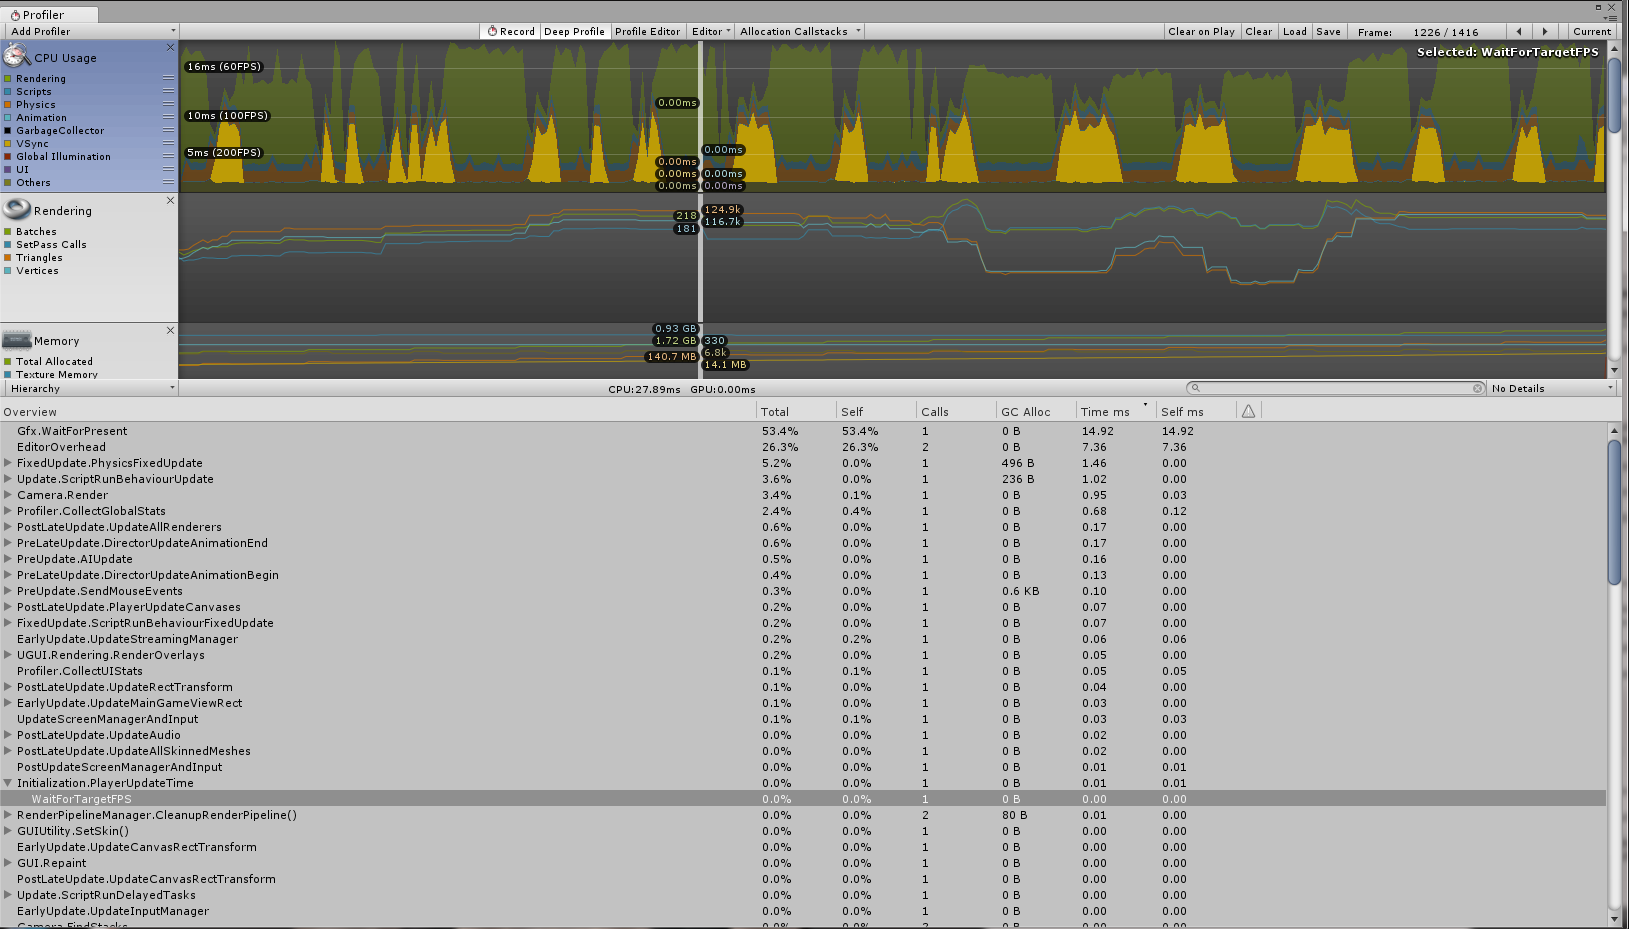 Profiler
Add Profiler Record Deep Profile Profile Editor Editor Allocation Callstacks Clear on Play Clear Load Save Frame: 1226 / 1416 Current
CPU Usage
Rendering
Scripts
Physics
Animation
GarbageCollector
VSync
Global Illumination
UI
Others
Selected: WaitForTargetFPS
16ms (60FPS)
10ms (100FPS)
5ms (200FPS)
0.00ms
0.00ms
0.00ms
0.00ms 0.00ms
0.00ms 0.00ms
Rendering
Batches
SetPass Calls
Triangles
Vertices
124.9k
218
116.7k
181
Memory
Total Allocated
Texture Memory
0.93 GB
1.72 GB 330
6.8k
140.7 MB
14.1 MB
Hierarchy CPU:27.89ms GPU:0.00ms No Details
Overview Total Self Calls GC Alloc Time ms Self ms
Gfx.WaitForPresent 53.4% 53.4% 1 0 B 14.92 14.92
EditorOverhead 26.3% 26.3% 2 0 B 7.36 7.36
FixedUpdate.PhysicsFixedUpdate 5.2% 0.0% 1 496 B 1.46 0.00
Update.ScriptRunBehaviourUpdate 3.6% 0.0% 1 236 B 1.02 0.00
Camera.Render 3.4% 0.1% 1 0 B 0.95 0.03
Profiler.CollectGlobalStats 2.4% 0.4% 1 0 B 0.68 0.12
PostLateUpdate.UpdateAllRenderers 0.6% 0.0% 1 0 B 0.17 0.00
PreLateUpdate.DirectorUpdateAnimationEnd 0.6% 0.0% 1 0 B 0.17 0.00
PreUpdate.AIUpdate 0.5% 0.0% 1 0 B 0.16 0.00
PreLateUpdate.DirectorUpdateAnimationBegin 0.4% 0.0% 1 0 B 0.13 0.00
PreUpdate.SendMouseEvents 0.3% 0.0% 1 0.6 KB 0.10 0.00
PostLateUpdate.PlayerUpdateCanvases 0.2% 0.0% 1 0 B 0.07 0.00
FixedUpdate.ScriptRunBehaviourFixedUpdate 0.2% 0.0% 1 0 B 0.07 0.00
EarlyUpdate.UpdateStreamingManager 0.2% 0.2% 1 0 B 0.06 0.06
UGUI.Rendering.RenderOverlays 0.2% 0.0% 1 0 B 0.05 0.00
Profiler.CollectUIStats 0.1% 0.1% 1 0 B 0.05 0.05
PostLateUpdate.UpdateRectTransform 0.1% 0.0% 1 0 B 0.04 0.00
EarlyUpdate.UpdateMainGameViewRect 0.1% 0.0% 1 0 B 0.03 0.00
UpdateScreenManagerAndInput 0.1% 0.1% 1 0 B 0.03 0.03
PostLateUpdate.UpdateAudio 0.0% 0.0% 1 0 B 0.02 0.00
PostLateUpdate.UpdateAllSkinnedMeshes 0.0% 0.0% 1 0 B 0.02 0.00
PostUpdateScreenManagerAndInput 0.0% 0.0% 1 0 B 0.01 0.01
Initialization.PlayerUpdateTime 0.0% 0.0% 1 0 B 0.01 0.01
WaitForTargetFPS 0.0% 0.0% 1 0 B 0.00 0.00
RenderPipelineManager.CleanupRenderPipeline() 0.0% 0.0% 2 80 B 0.01 0.00
GUIUtility.SetSkin() 0.0% 0.0% 1 0 B 0.00 0.00
EarlyUpdate.UpdateCanvasRectTransform 0.0% 0.0% 1 0 B 0.00 0.00
GUI.Repaint 0.0% 0.0% 1 0 B 0.00 0.00
PostLateUpdate.UpdateCanvasRectTransform 0.0% 0.0% 1 0 B 0.00 0.00
Update.ScriptRunDelayedTasks 0.0% 0.0% 1 0 B 0.00 0.00
EarlyUpdate.UpdateInputManager 0.0% 0.0% 1 0 B 0.00 0.00
Camera.FindStacks 0.0% 0.0% 2 0 B 0.00 0.00